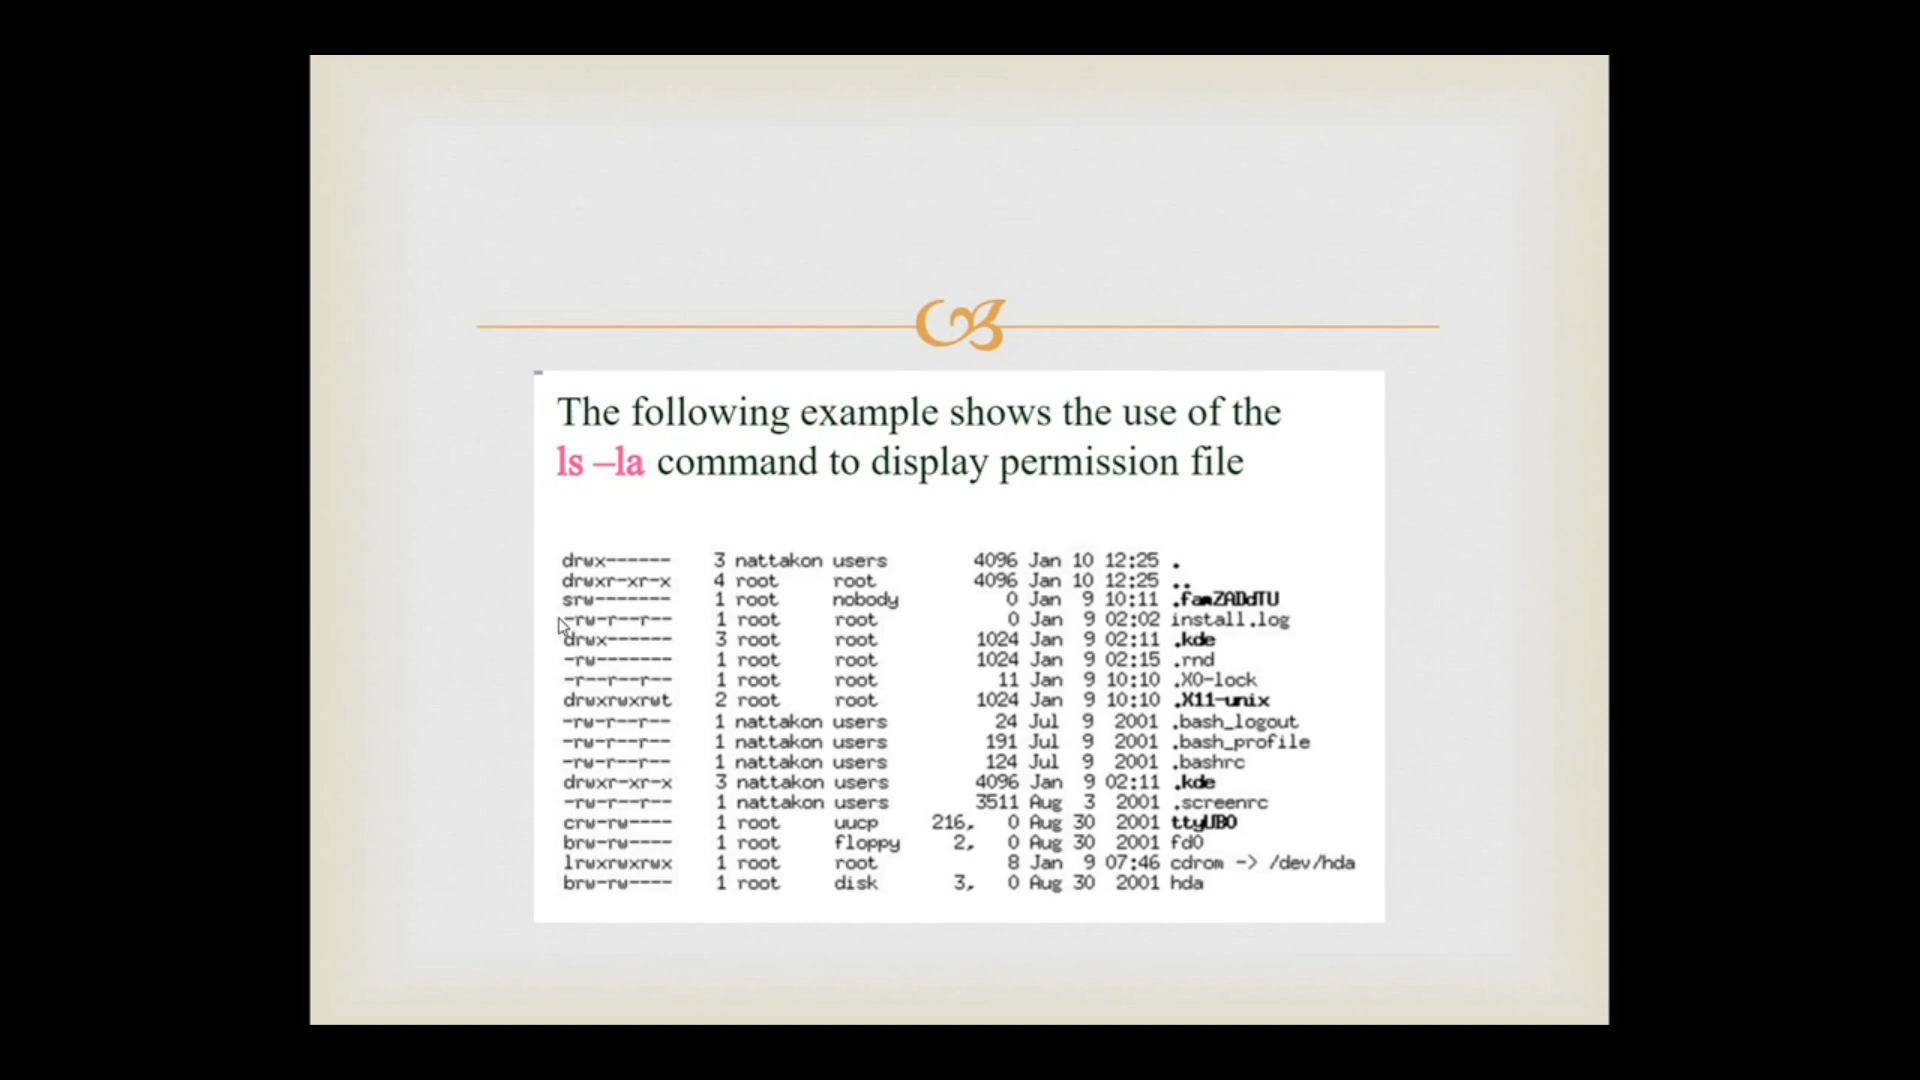 The following example shows the use of the
ls –la command to display permission file
drwx------ 3 nattakon users 4096 Jan 10 12:25 .
drwxr-xr-x 4 root root 4096 Jan 10 12:25 ..
srw------- 1 root nobody 0 Jan 9 10:11 .famZADdTU
-rw-r--r-- 1 root root 0 Jan 9 02:02 install.log
drwx------ 3 root root 1024 Jan 9 02:11 .kde
-rw------- 1 root root 1024 Jan 9 02:15 .rnd
-r--r--r-- 1 root root 11 Jan 9 10:10 .X0-lock
drwxrwxrwt 2 root root 1024 Jan 9 10:10 .X11-unix
-rw-r--r-- 1 nattakon users 24 Jul 9 2001 .bash_logout
-rw-r--r-- 1 nattakon users 191 Jul 9 2001 .bash_profile
-rw-r--r-- 1 nattakon users 124 Jul 9 2001 .bashrc
drwxr-xr-x 3 nattakon users 4096 Jan 9 02:11 .kde
-rw-r--r-- 1 nattakon users 3511 Aug 3 2001 .screenrc
crw-rw---- 1 root uucp 216, 0 Aug 30 2001 ttyUB0
brw-rw---- 1 root floppy 2, 0 Aug 30 2001 fd0
lrwxrwxrwx 1 root root 8 Jan 9 07:46 cdrom -> /dev/hda
brw-rw---- 1 root disk 3, 0 Aug 30 2001 hda